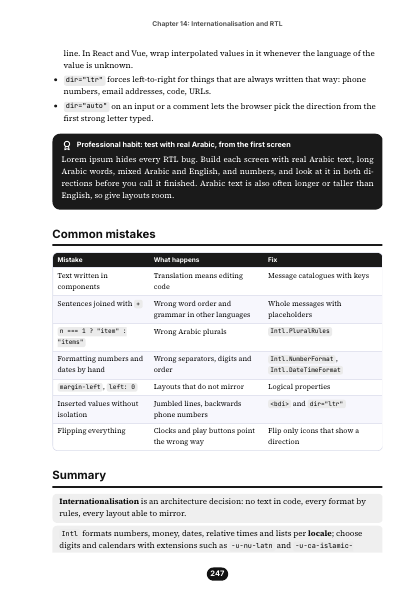 Chapter 14: Internationalisation and RTL
line. In React and Vue, wrap interpolated values in it whenever the language of the
value is unknown.
• dir="ltr" forces left-to-right for things that are always written that way: phone
numbers, email addresses, code, URLs.
• dir="auto" on an input or a comment lets the browser pick the direction from the
first strong letter typed.
Professional habit: test with real Arabic, from the first screen
Lorem ipsum hides every RTL bug. Build each screen with real Arabic text, long
Arabic words, mixed Arabic and English, and numbers, and look at it in both di-
rections before you call it finished. Arabic text is also often longer or taller than
English, so give layouts room.
Common mistakes
Mistake What happens Fix
Text written in Translation means editing Message catalogues with keys
components code
Sentences joined with + Wrong word order and Whole messages with
grammar in other languages placeholders
n === 1 ? "item" : Wrong Arabic plurals Intl.PluralRules
"items"
Formatting numbers and Wrong separators, digits and Intl.NumberFormat,
dates by hand order Intl.DateTimeFormat
margin-left, left: 0 Layouts that do not mirror Logical properties
Inserted values without Jumbled lines, backwards <bdi> and dir="ltr"
isolation phone numbers
Flipping everything Clocks and play buttons point Flip only icons that show a
the wrong way direction
Summary
Internationalisation is an architecture decision: no text in code, every format by
rules, every layout able to mirror.
Intl formats numbers, money, dates, relative times and lists per locale; choose
digits and calendars with extensions such as -u-nu-latn and -u-ca-islamic-
247